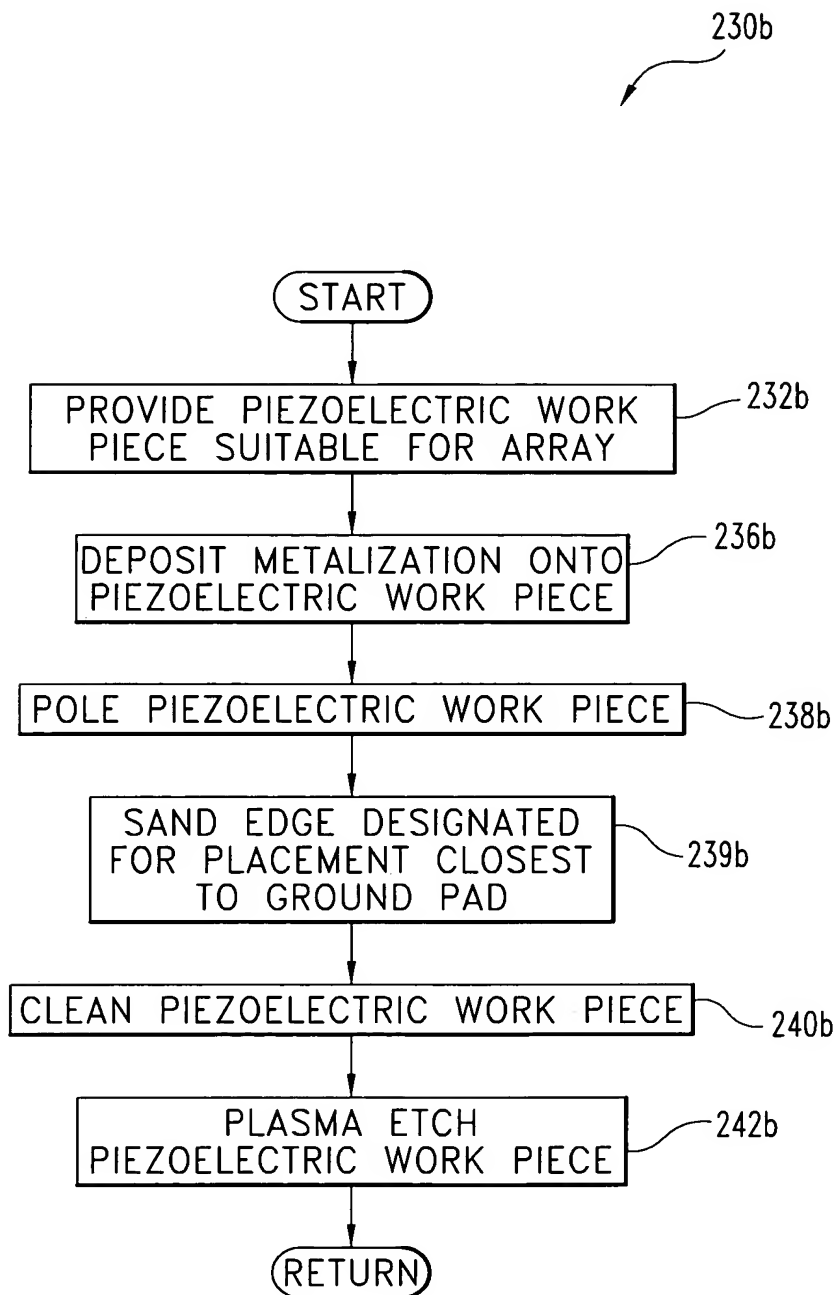 230b
START
PROVIDE PIEZOELECTRIC WORK
PIECE SUITABLE FOR ARRAY
232b
DEPOSIT METALIZATION ONTO
PIEZOELECTRIC WORK PIECE
236b
POLE PIEZOELECTRIC WORK PIECE
238b
SAND EDGE DESIGNATED
FOR PLACEMENT CLOSEST
TO GROUND PAD
239b
CLEAN PIEZOELECTRIC WORK PIECE
240b
PLASMA ETCH
PIEZOELECTRIC WORK PIECE
242b
RETURN